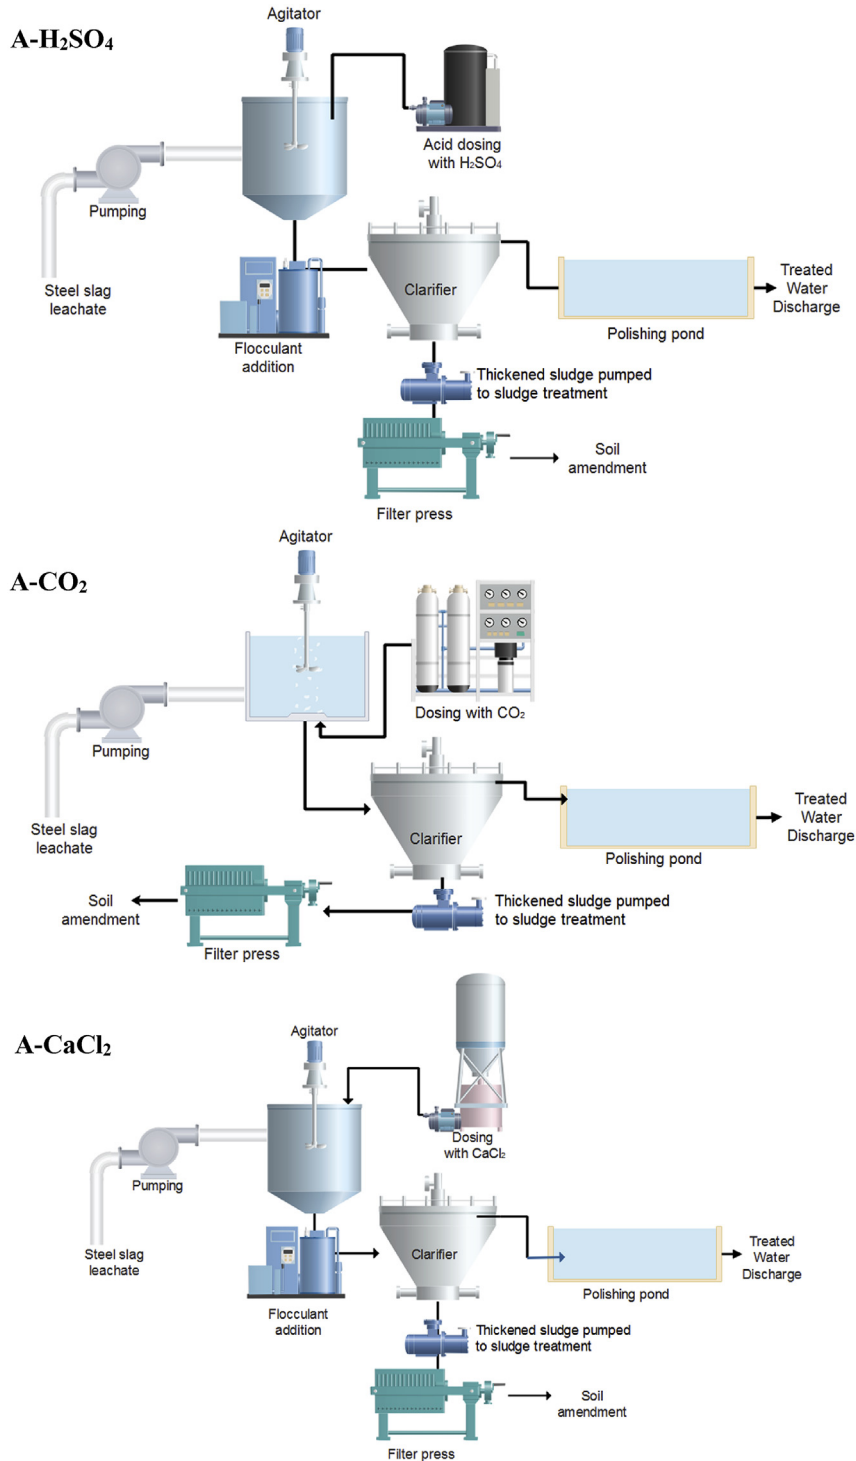 Agitator
A-H₂SO₄
Acid dosing
with H₂SO₄
Pumping
Steel slag
leachate
Clarifier
Treated
Water
Discharge
Polishing pond
Flocculant
addition
Thickened sludge pumped
to sludge treatment
Soil
amendment
Filter press
Agitator
A-CO₂
Dosing with CO₂
Pumping
Steel slag
leachate
Clarifier
Treated
Water
Discharge
Polishing pond
Soil
amendment
Thickened sludge pumped
to sludge treatment
Filter press
Agitator
A-CaCl₂
Dosing
with CaCl₂
Pumping
Steel slag
leachate
Clarifier
Treated
Water
Discharge
Polishing pond
Flocculant
addition
Thickened sludge pumped
to sludge treatment
Soil
amendment
Filter press